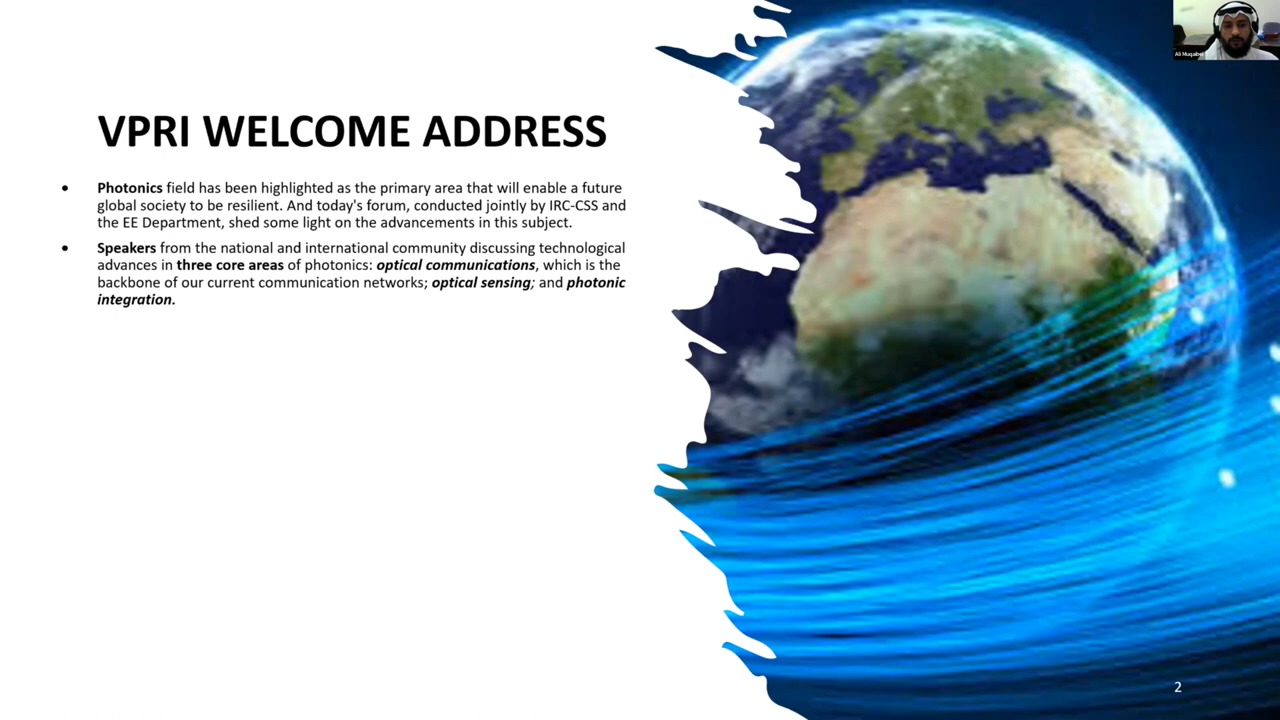 VPRI WELCOME ADDRESS
• Photonics field has been highlighted as the primary area that will enable a future
global society to be resilient. And today's forum, conducted jointly by IRC-CSS and
the EE Department, shed some light on the advancements in this subject.
• Speakers from the national and international community discussing technological
advances in three core areas of photonics: optical communications, which is the
backbone of our current communication networks; optical sensing; and photonic
integration.
Ali Muqaibel
2